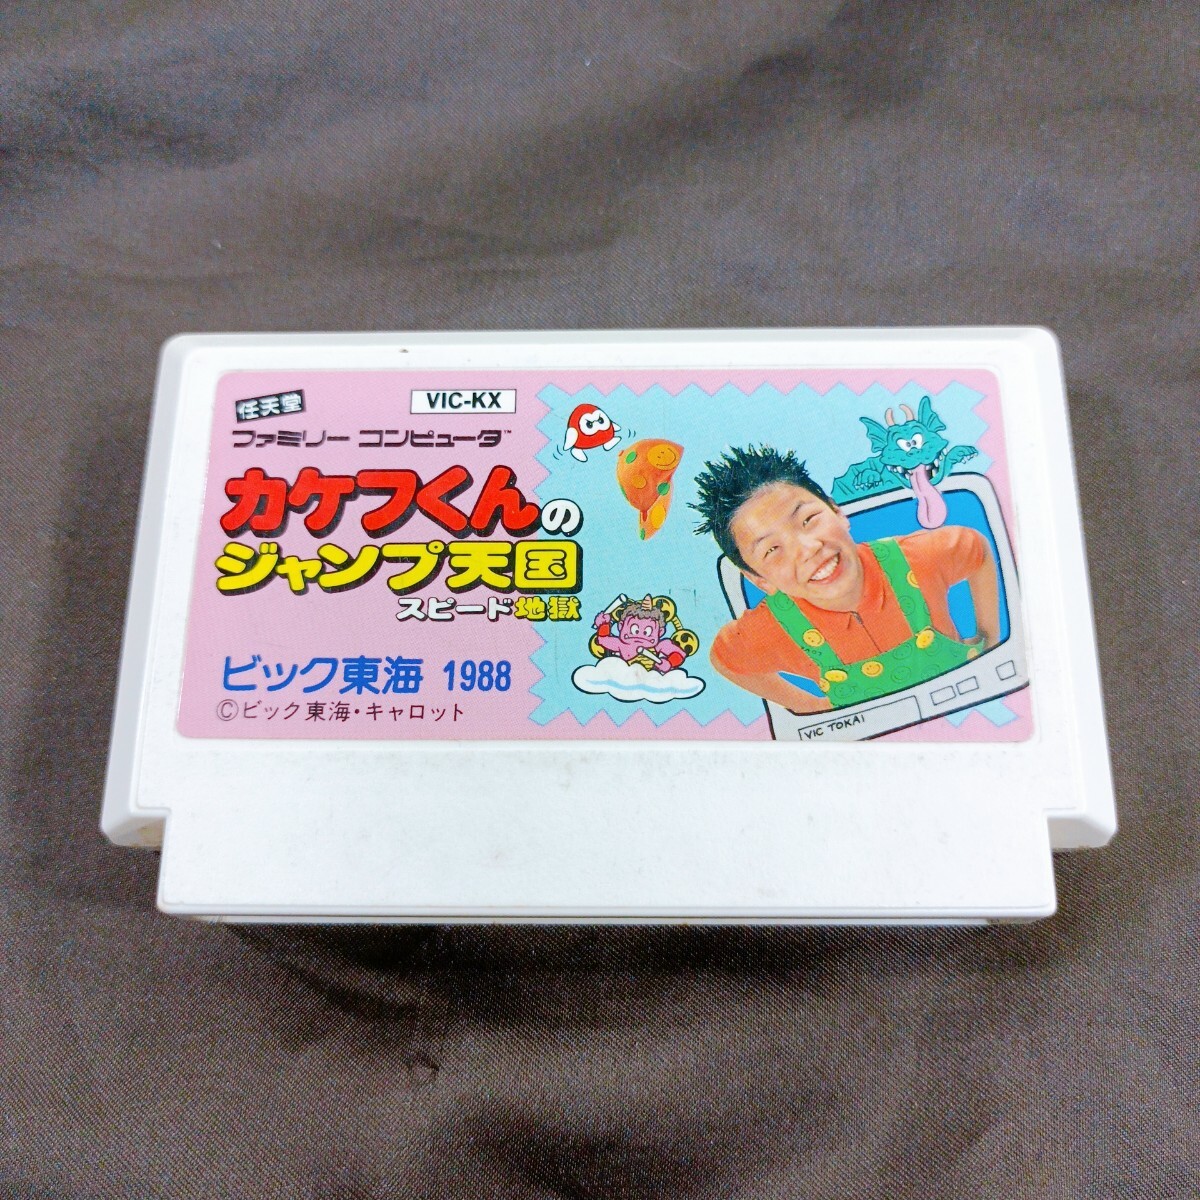 任天堂
VIC-KX
ファミリー コンピュータ™
カケフくんの
ジャンプ天国
スピード地獄
ビック東海 1988
©ビック東海・キャロット
VIC TOKAI